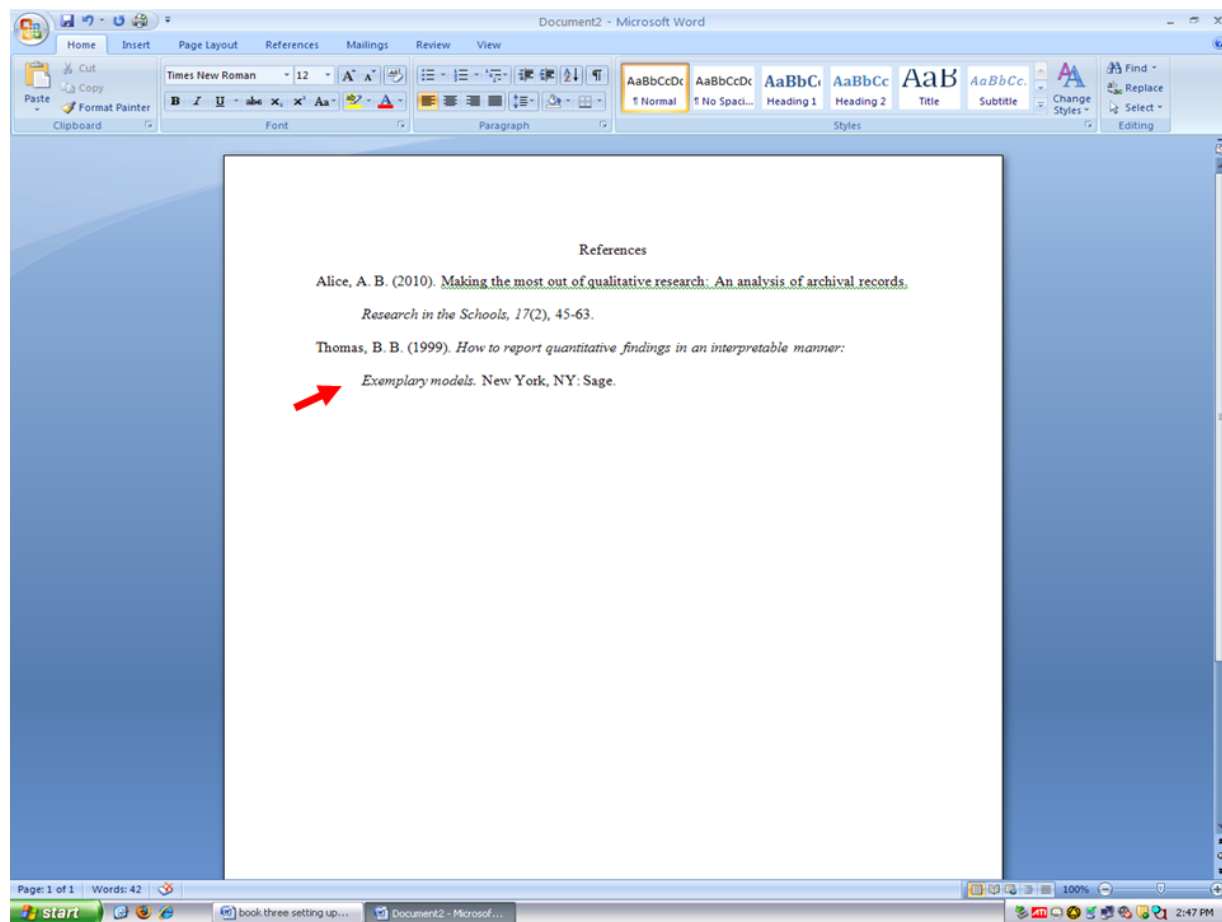 Document2 - Microsoft Word
Home Insert Page Layout References Mailings Review View
Paste
Cut
Copy
Format Painter
Clipboard
Times New Roman 12
B I U abc x₂ x² Aa
Font
Paragraph
AaBbCcDc AaBbCcDc AaBbC AaBbCc AaB AaBbCc.
¶ Normal ¶ No Spaci... Heading 1 Heading 2 Title Subtitle
Change Styles
Styles
Find
Replace
Select
Editing
References
Alice, A. B. (2010). Making the most out of qualitative research: An analysis of archival records.
Research in the Schools, 17(2), 45-63.
Thomas, B. B. (1999). How to report quantitative findings in an interpretable manner:
Exemplary models. New York, NY: Sage.
Page: 1 of 1 Words: 42 100%
start book three setting up... Document2 - Microsof... ATI 2:47 PM